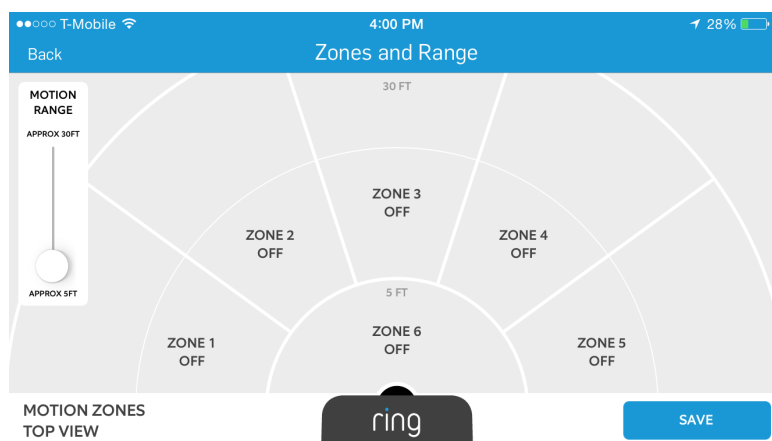 T-Mobile 4:00 PM 28%
Back Zones and Range
MOTION
RANGE
APPROX 30FT
APPROX 5FT
30 FT
ZONE 3
OFF
ZONE 2
OFF
ZONE 4
OFF
5 FT
ZONE 6
OFF
ZONE 1
OFF
ZONE 5
OFF
MOTION ZONES
TOP VIEW
ring
SAVE